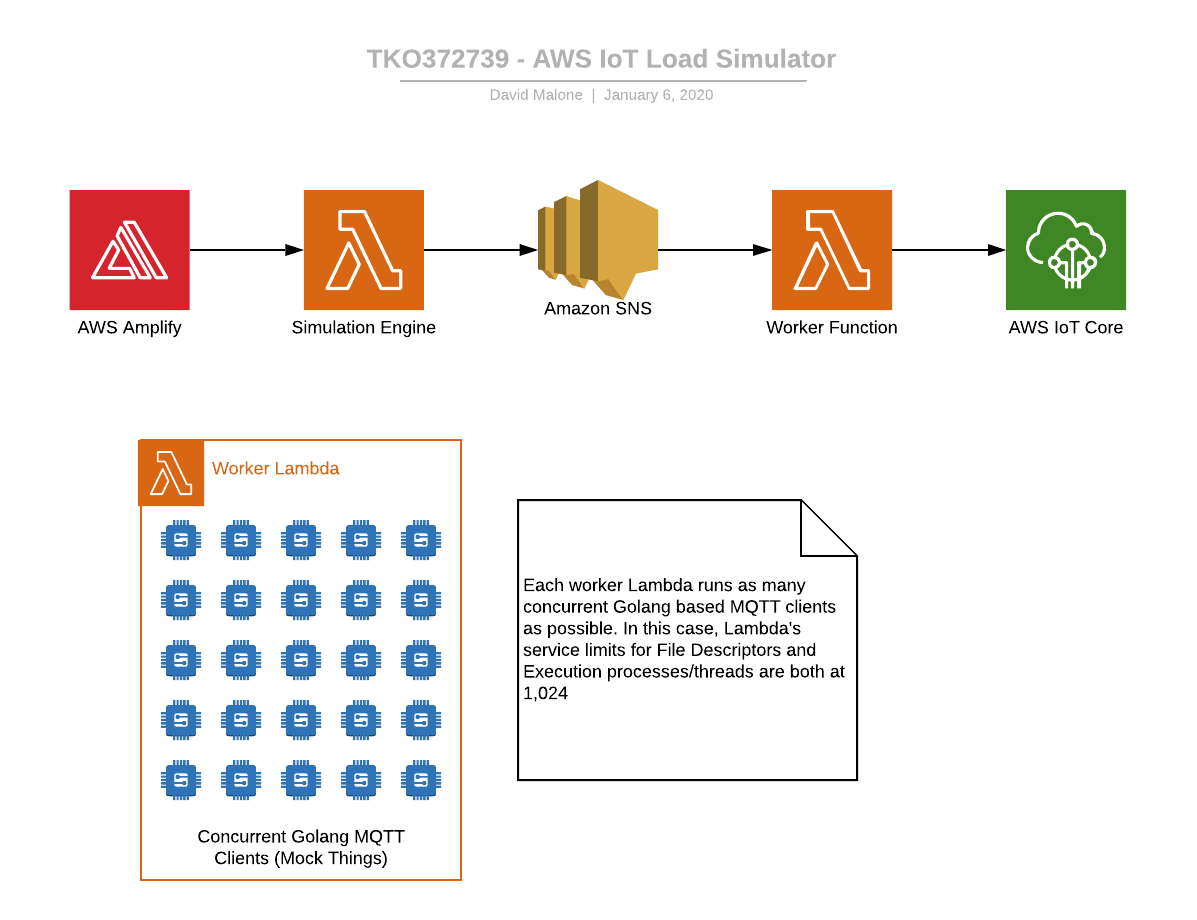 TKO372739 - AWS IoT Load Simulator
David Malone | January 6, 2020
AWS Amplify
Simulation Engine
Amazon SNS
Worker Function
AWS IoT Core
Worker Lambda
Concurrent Golang MQTT
Clients (Mock Things)
Each worker Lambda runs as many
concurrent Golang based MQTT clients
as possible. In this case, Lambda's
service limits for File Descriptors and
Execution processes/threads are both at
1,024